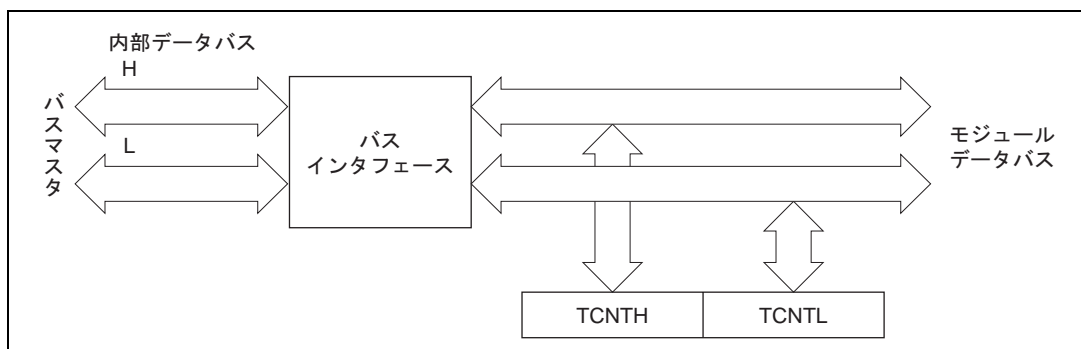 内部データバス
H
L
バスマスタ
バス
インタフェース
モジュール
データバス
TCNTH
TCNTL